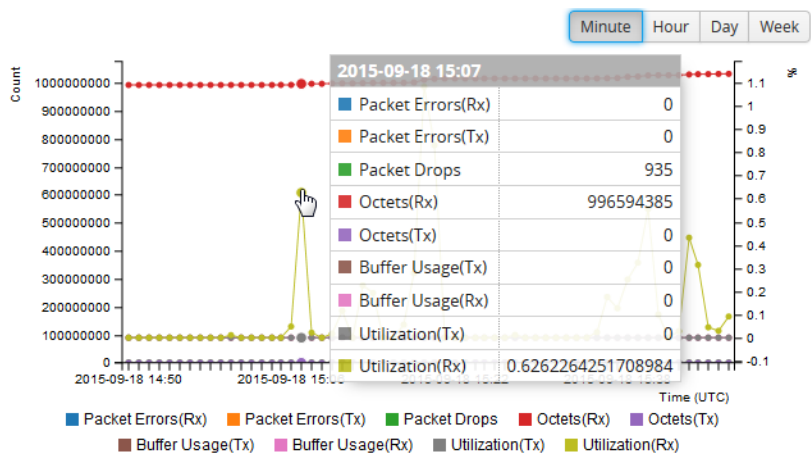 Minute Hour Day Week
Count
%
2015-09-18 15:07
Packet Errors(Rx) 0
Packet Errors(Tx) 0
Packet Drops 935
Octets(Rx) 996594385
Octets(Tx) 0
Buffer Usage(Tx) 0
Buffer Usage(Rx) 0
Utilization(Tx) 0
Utilization(Rx) 0.6262264251708984
1000000000
900000000
800000000
700000000
600000000
500000000
400000000
300000000
200000000
100000000
0
1.1
1
0.9
0.8
0.7
0.6
0.5
0.4
0.3
0.2
0.1
0
-0.1
2015-09-18 14:50
2015-09-18
Time (UTC)
Packet Errors(Rx) Packet Errors(Tx) Packet Drops Octets(Rx) Octets(Tx)
Buffer Usage(Tx) Buffer Usage(Rx) Utilization(Tx) Utilization(Rx)